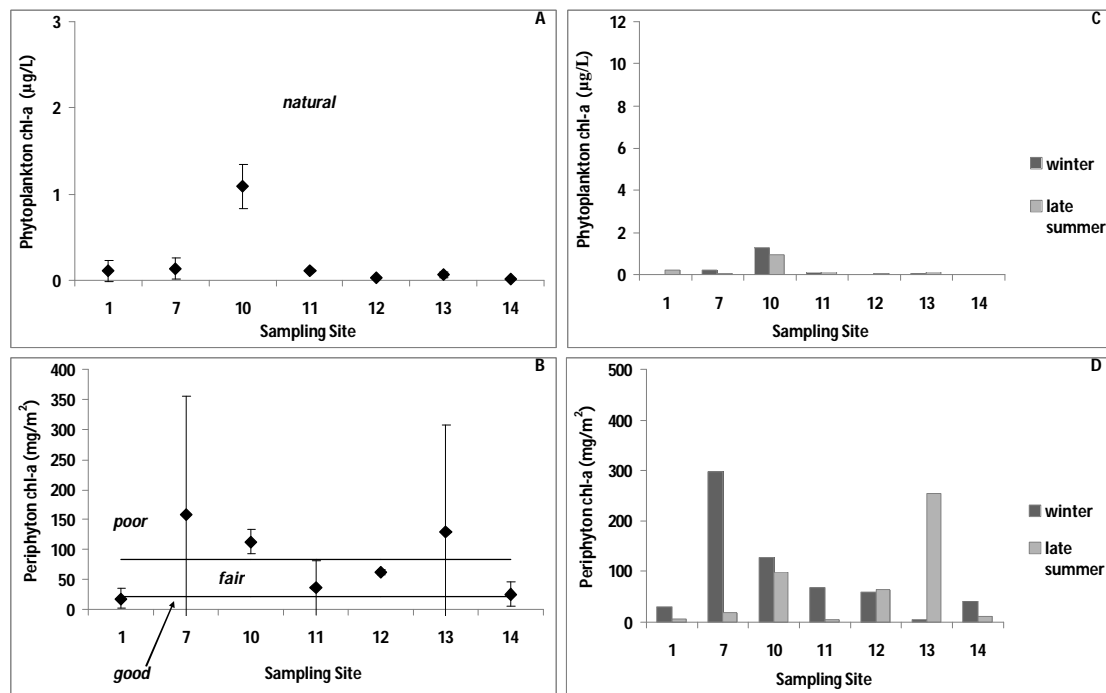 A
Phytoplankton chl-a (µg/L)
3
2
1
0
natural
1 7 10 11 12 13 14
Sampling Site
C
Phytoplankton chl-a (µg/L)
12
10
8
6
4
2
0
1 7 10 11 12 13 14
Sampling Site
winter
late
summer
B
Periphyton chl-a (mg/m²)
400
350
300
250
200
150
100
50
0
poor
fair
good
1 7 10 11 12 13 14
Sampling Site
D
Periphyton chl-a (mg/m²)
500
400
300
200
100
0
1 7 10 11 12 13 14
Sampling Site
winter
late
summer